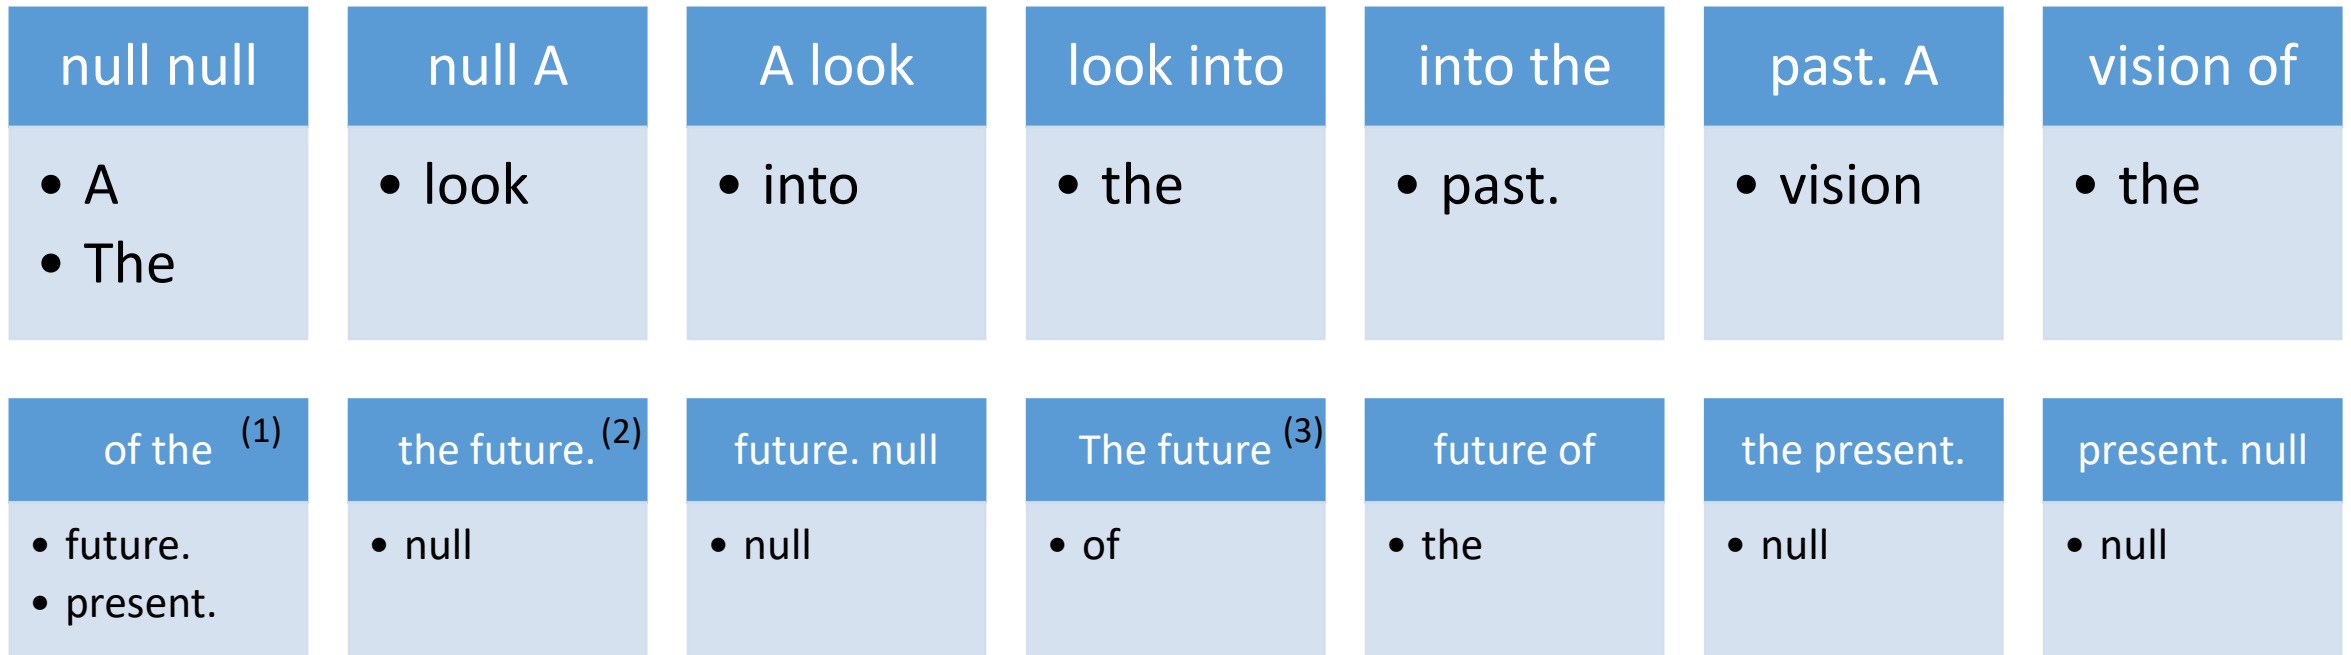 null null
• A
• The
null A
• look
A look
• into
look into
• the
into the
• past.
past. A
• vision
vision of
• the
of the (1)
• future.
• present.
the future. (2)
• null
future. null
• null
The future (3)
• of
future of
• the
the present.
• null
present. null
• null